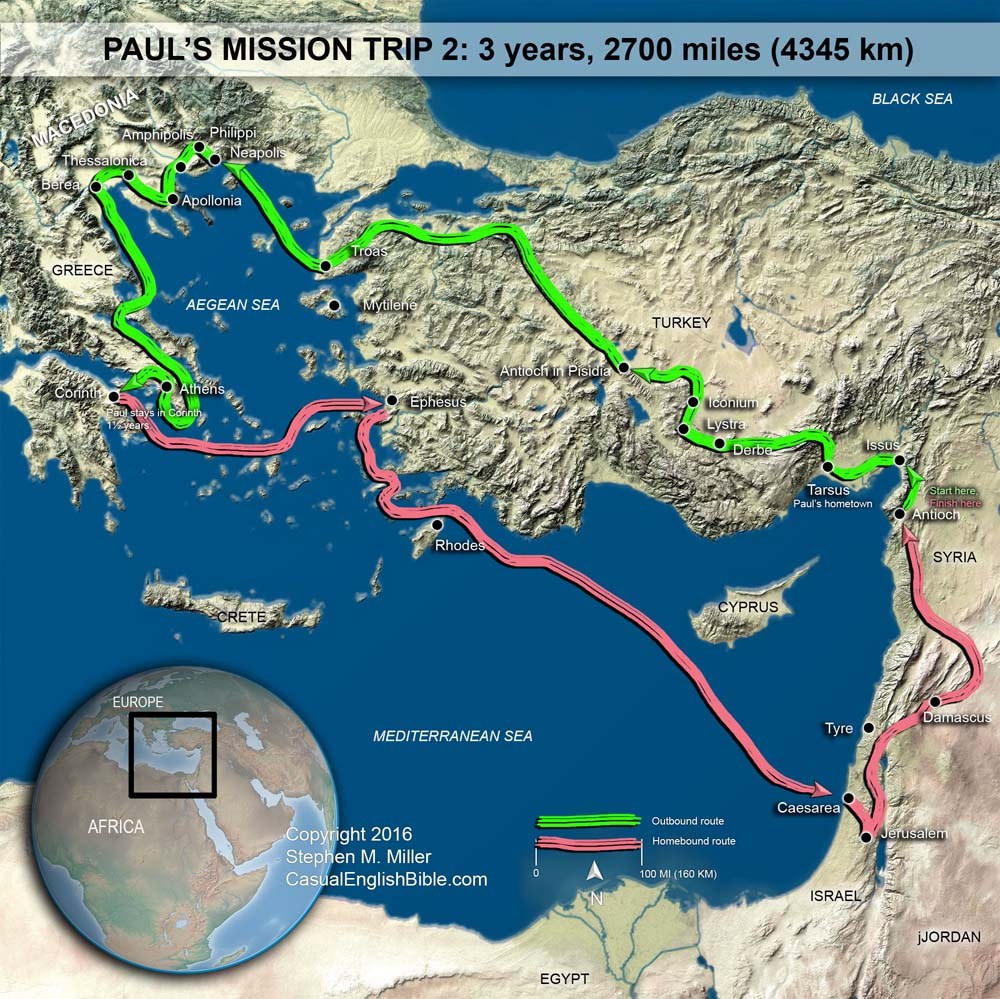 PAUL'S MISSION TRIP 2: 3 years, 2700 miles (4345 km)
BLACK SEA
MACEDONIA
Amphipolis
Philippi
Neapolis
Thessalonica
Berea
Apollonia
Troas
GREECE
AEGEAN SEA
Mytilene
TURKEY
Antioch in Pisidia
Corinth
Athens
Paul stays in Corinth
1½ years.
Ephesus
Iconium
Lystra
Derbe
Issus
Tarsus
Paul's hometown
Start here,
Finish here
Antioch
Rhodes
SYRIA
CRETE
CYPRUS
EUROPE
MEDITERRANEAN SEA
Tyre
Damascus
Caesarea
AFRICA
Outbound route
Homebound route
Jerusalem
Copyright 2016
Stephen M. Miller
CasualEnglishBible.com
0
100 MI (160 KM)
N
ISRAEL
jJORDAN
EGYPT